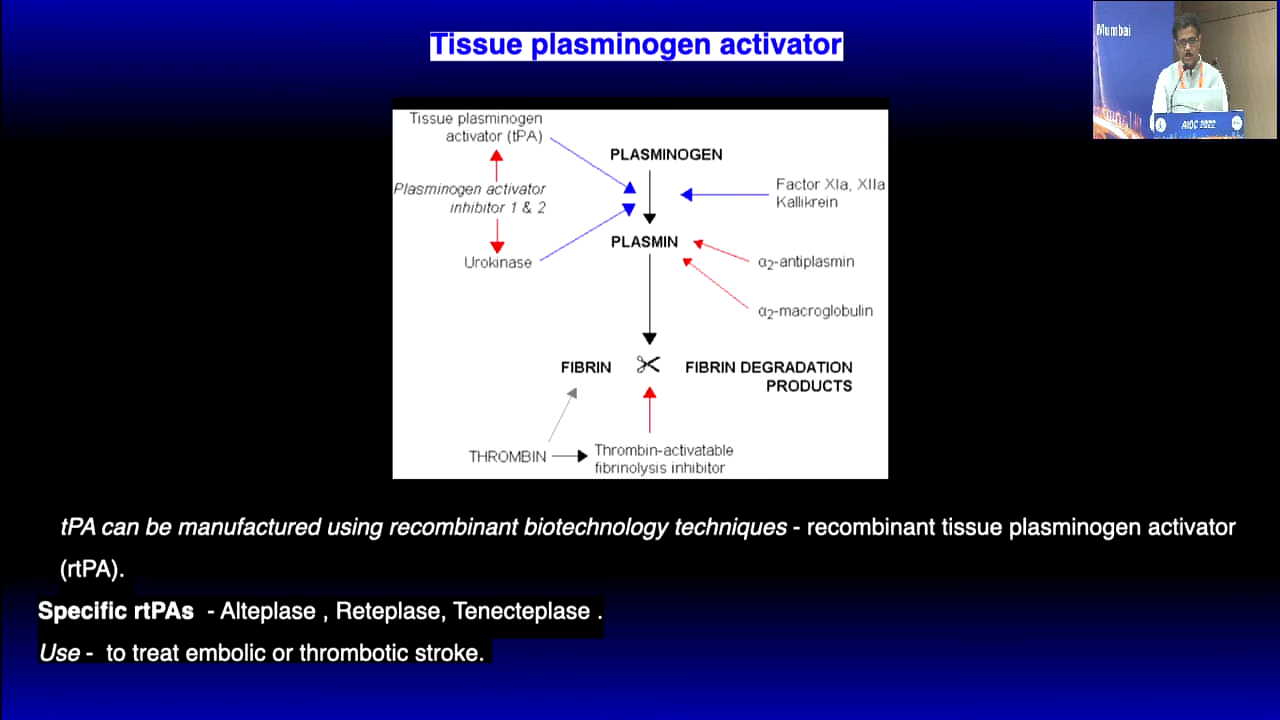 Tissue plasminogen activator
Mumbai
AIOC 2022
Tissue plasminogen
activator (tPA)
PLASMINOGEN
Plasminogen activator
inhibitor 1 & 2
Factor XIa, XIIa
Kallikrein
PLASMIN
Urokinase
α2-antiplasmin
α2-macroglobulin
FIBRIN
FIBRIN DEGRADATION
PRODUCTS
THROMBIN
Thrombin-activatable
fibrinolysis inhibitor
tPA can be manufactured using recombinant biotechnology techniques - recombinant tissue plasminogen activator
(rtPA).
Specific rtPAs - Alteplase , Reteplase, Tenecteplase .
Use - to treat embolic or thrombotic stroke.